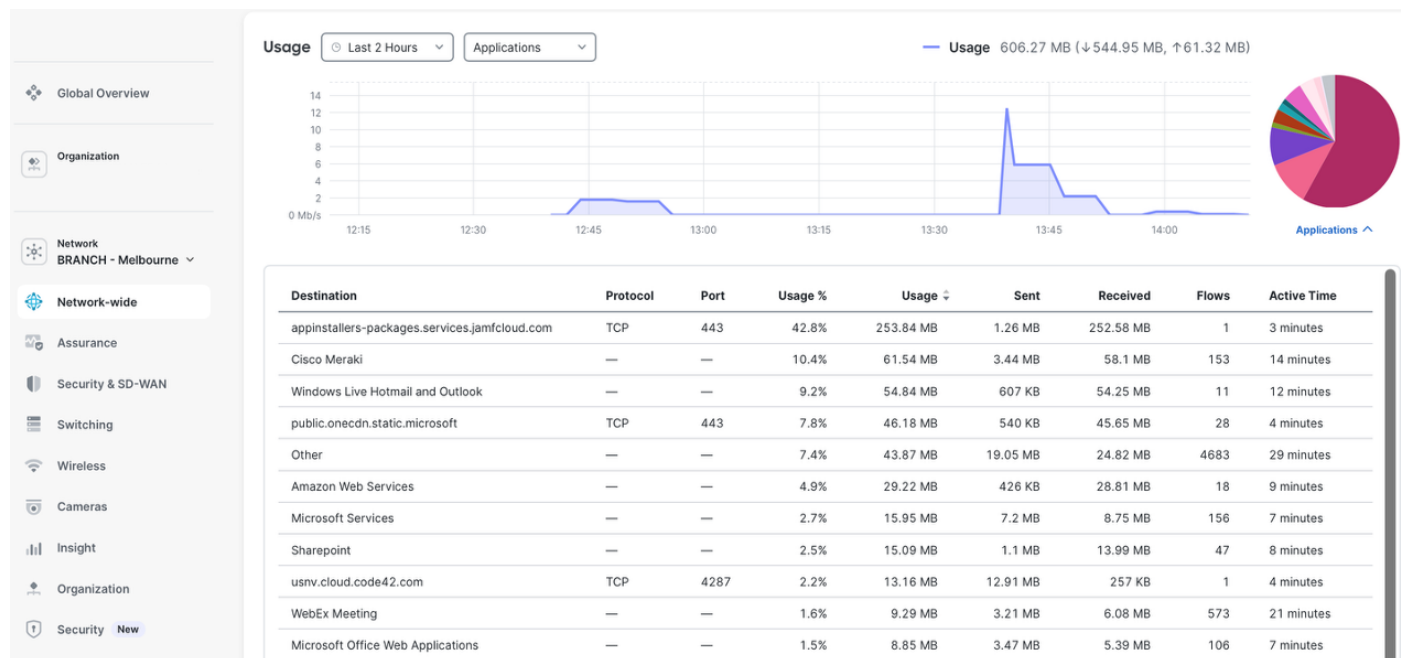 Global Overview
Organization
Network
BRANCH - Melbourne
Network-wide
Assurance
Security & SD-WAN
Switching
Wireless
Cameras
Insight
Organization
Security New
Usage Last 2 Hours Applications Usage 606.27 MB (↓544.95 MB, ↑61.32 MB)
14
12
10
8
6
4
2
0 Mb/s
12:15 12:30 12:45 13:00 13:15 13:30 13:45 14:00
Applications
Destination Protocol Port Usage % Usage Sent Received Flows Active Time
appinstallers-packages.services.jamfcloud.com TCP 443 42.8% 253.84 MB 1.26 MB 252.58 MB 1 3 minutes
Cisco Meraki — — 10.4% 61.54 MB 3.44 MB 58.1 MB 153 14 minutes
Windows Live Hotmail and Outlook — — 9.2% 54.84 MB 607 KB 54.25 MB 11 12 minutes
public.onecdn.static.microsoft TCP 443 7.8% 46.18 MB 540 KB 45.65 MB 28 4 minutes
Other — — 7.4% 43.87 MB 19.05 MB 24.82 MB 4683 29 minutes
Amazon Web Services — — 4.9% 29.22 MB 426 KB 28.81 MB 18 9 minutes
Microsoft Services — — 2.7% 15.95 MB 7.2 MB 8.75 MB 156 7 minutes
Sharepoint — — 2.5% 15.09 MB 1.1 MB 13.99 MB 47 8 minutes
usnv.cloud.code42.com TCP 4287 2.2% 13.16 MB 12.91 MB 257 KB 1 4 minutes
WebEx Meeting — — 1.6% 9.29 MB 3.21 MB 6.08 MB 573 21 minutes
Microsoft Office Web Applications — — 1.5% 8.85 MB 3.47 MB 5.39 MB 106 7 minutes